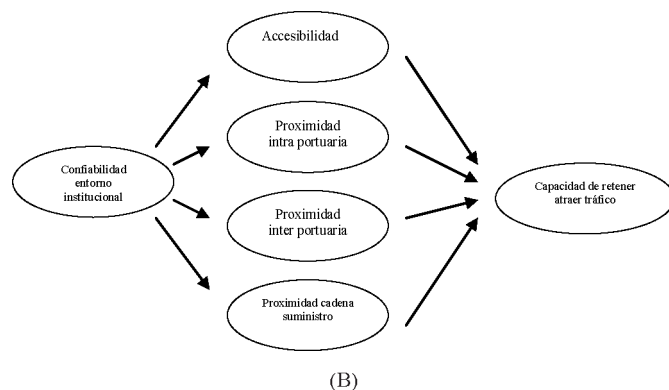 Accesibilidad
Proximidad
intra portuaria
Confiabilidad
entorno
institucional
Capacidad de retener
atraer tráfico
Proximidad
inter portuaria
Proximidad cadena
suministro
(B)